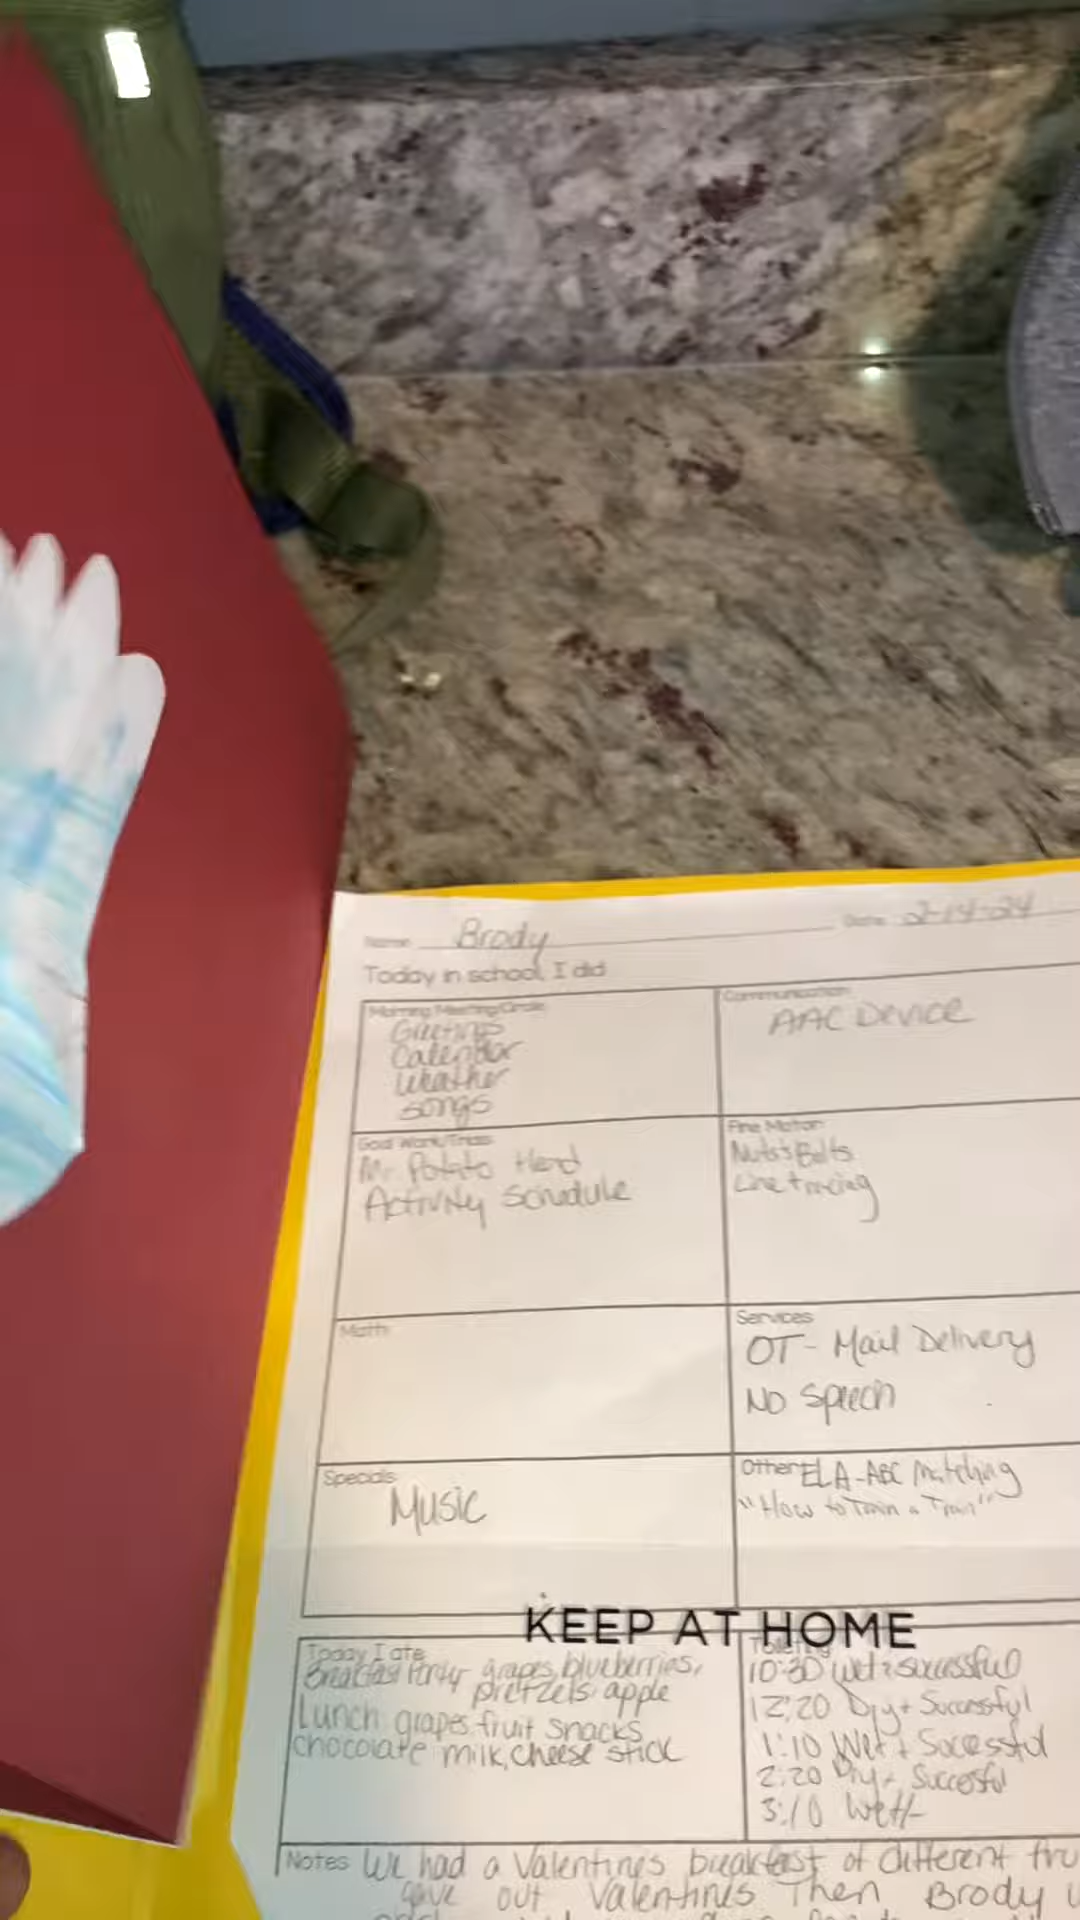 Name Brody Date 2-14-24
Today in school, I did
Morning Meeting/Circle
Greetings
Calendar
Weather
songs
Communication
AAC Device
Goal Work/Trials
Mr. Potato Head
Activity Schedule
Fine Motor
Nuts & Bolts
Line tracing
Math
Services
OT - Mail Delivery
NO Speech
Specials
Music
Other ELA-ABC Matching
"How to Train a Train"
KEEP AT HOME
Today I ate
Breakfast Party grapes, blueberries,
pretzels, apple
Lunch grapes, fruit snacks
chocolate milk, cheese stick
Toileting
10:30 Wet + successful
12:20 Dry + Successful
1:10 Wet + Sucessful
2:20 Dry + Successful
3:10 Wet/-
Notes We had a Valentines breakfast of different
gave out Valentines Then Brody